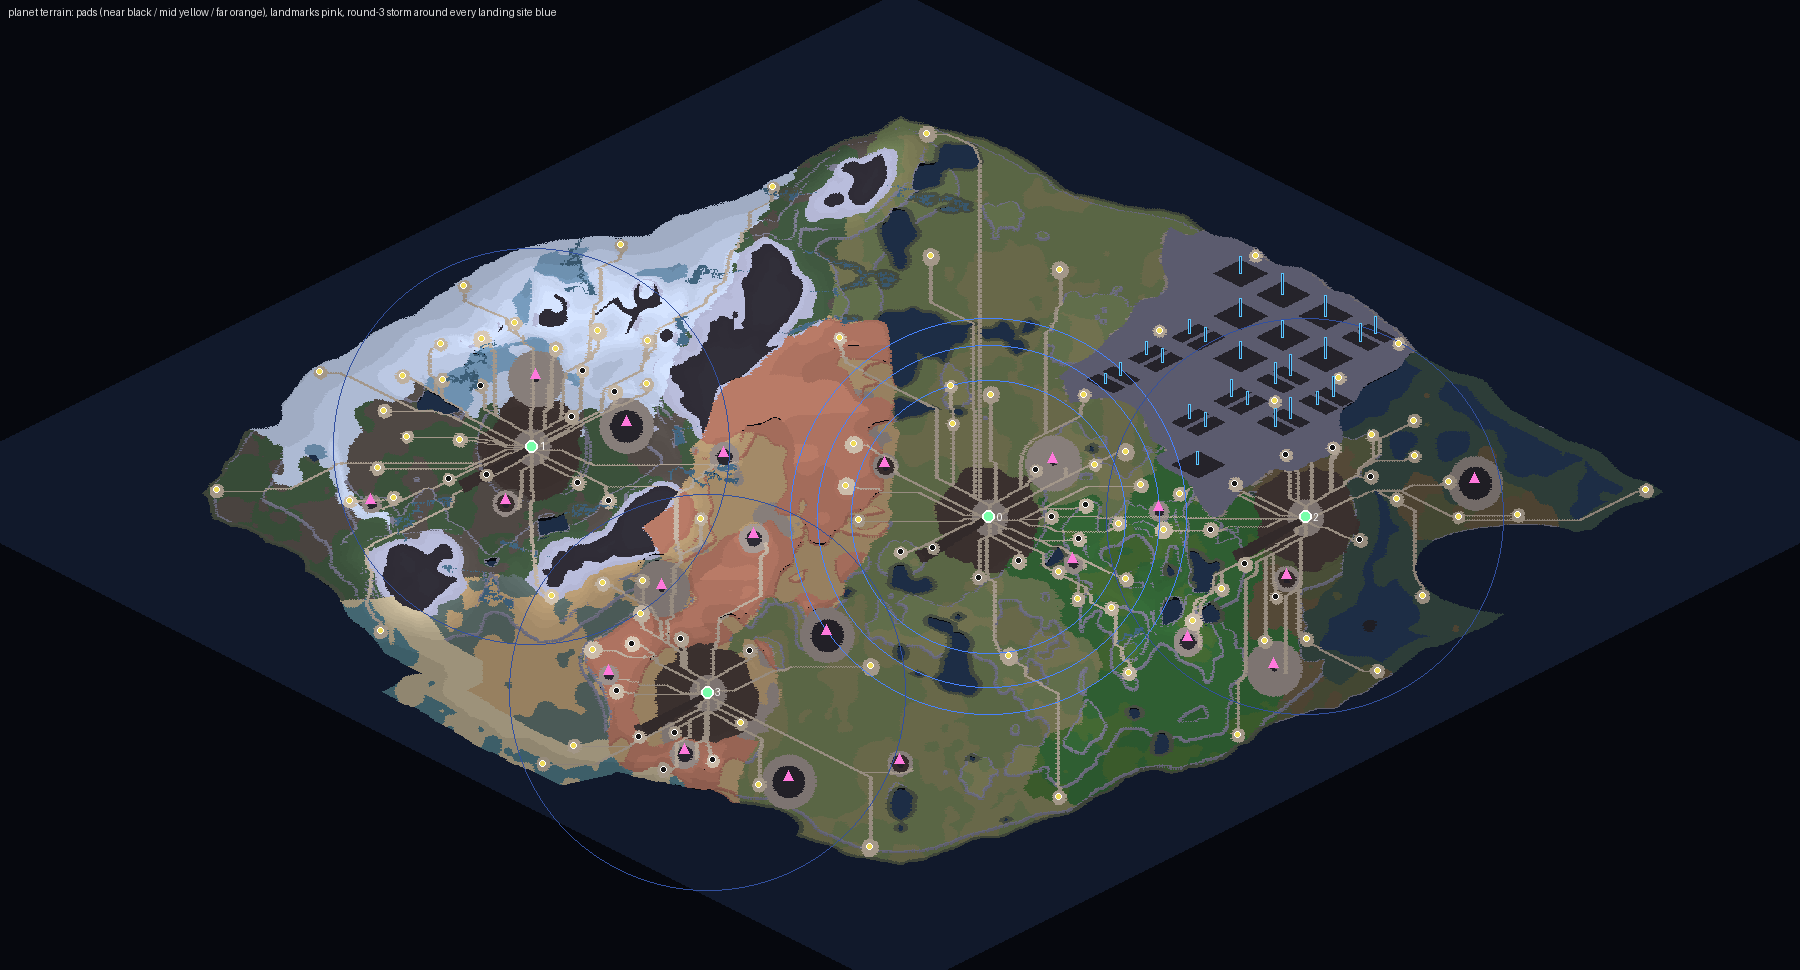 planet terrain: pads (near black / mid yellow / far orange), landmarks pink, round-3 storm around every landing site blue
1
0
2
3